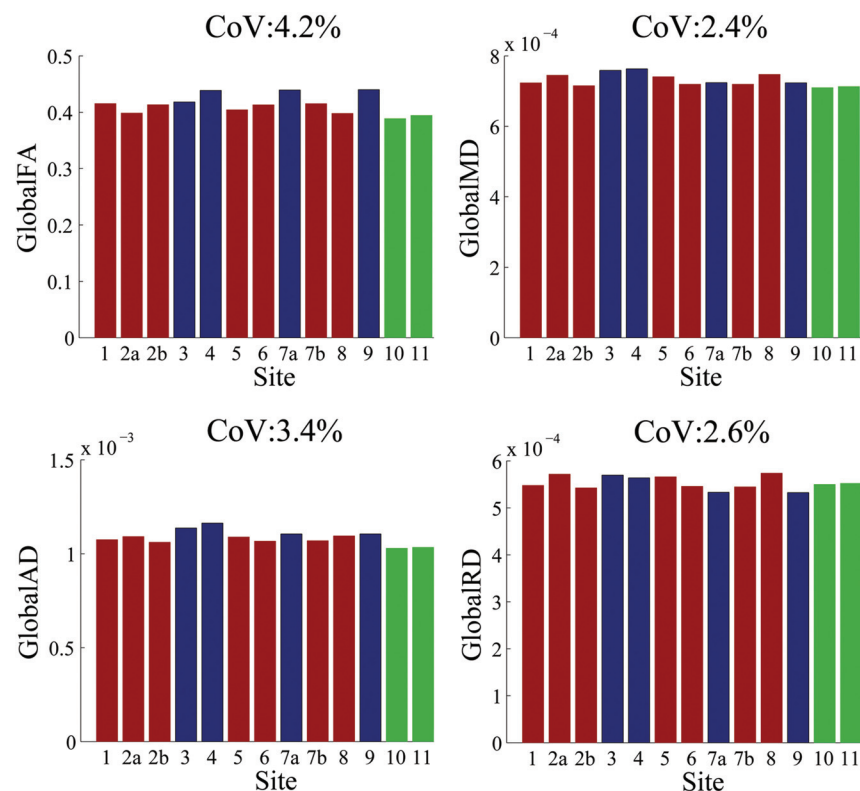 CoV:4.2%
GlobalFA
0.5
0.4
0.3
0.2
0.1
0
1 2a 2b 3 4 5 6 7a 7b 8 9 10 11
Site
CoV:2.4%
x 10⁻⁴
GlobalMD
8
6
4
2
0
1 2a 2b 3 4 5 6 7a 7b 8 9 10 11
Site
CoV:3.4%
x 10⁻³
GlobalAD
1.5
1
0.5
0
1 2a 2b 3 4 5 6 7a 7b 8 9 10 11
Site
CoV:2.6%
x 10⁻⁴
GlobalRD
6
5
4
3
2
1
0
1 2a 2b 3 4 5 6 7a 7b 8 9 10 11
Site